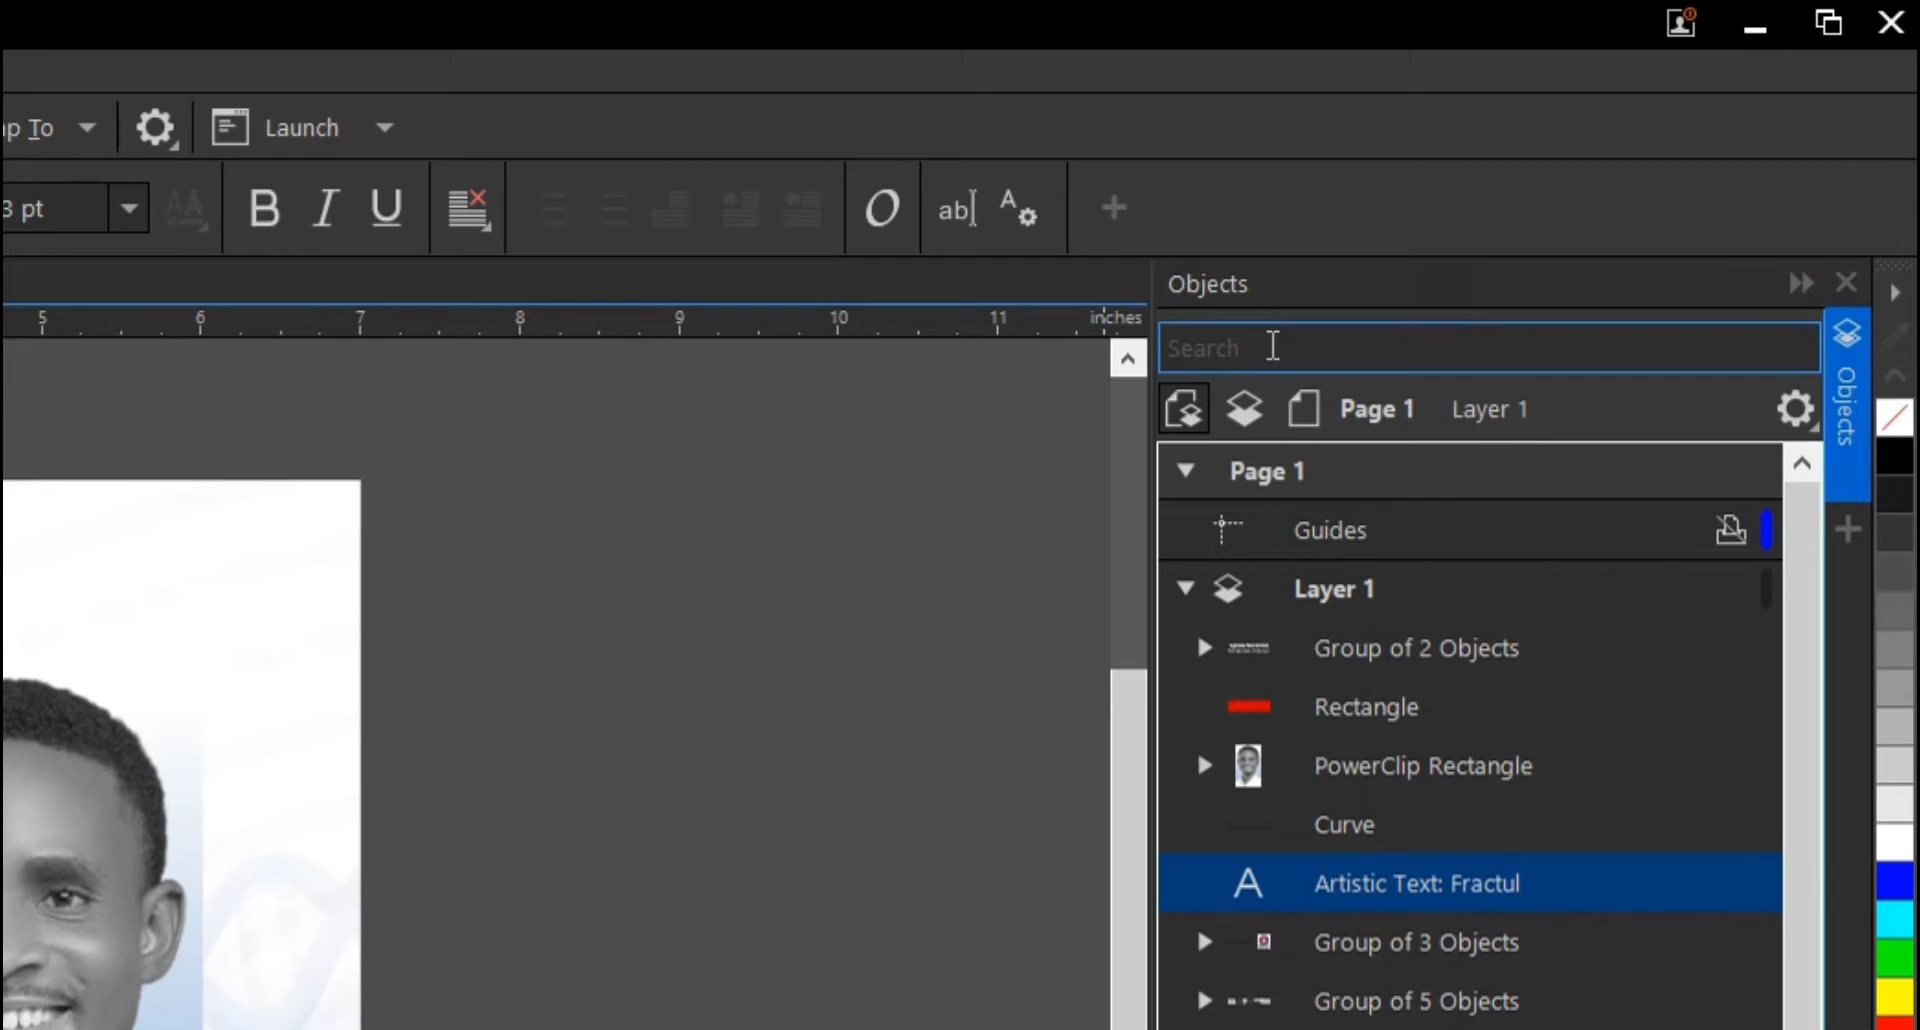 To
Launch
3 pt
B I U
O ab
Objects
5 6 7 8 9 10 11 inches
Search
Objects
Page 1 Layer 1
Page 1
Guides
Layer 1
Group of 2 Objects
Rectangle
PowerClip Rectangle
Curve
A Artistic Text: Fractul
Group of 3 Objects
Group of 5 Objects